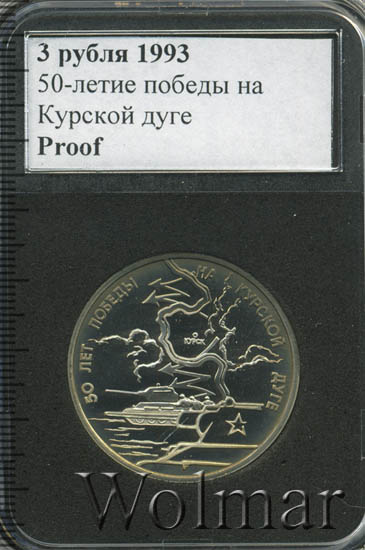 3 рубля 1993
50-летие победы на
Курской дуге
Proof
50 ЛЕТ ПОБЕДЫ НА КУРСКОЙ ДУГЕ
КУРСК
Wolmar